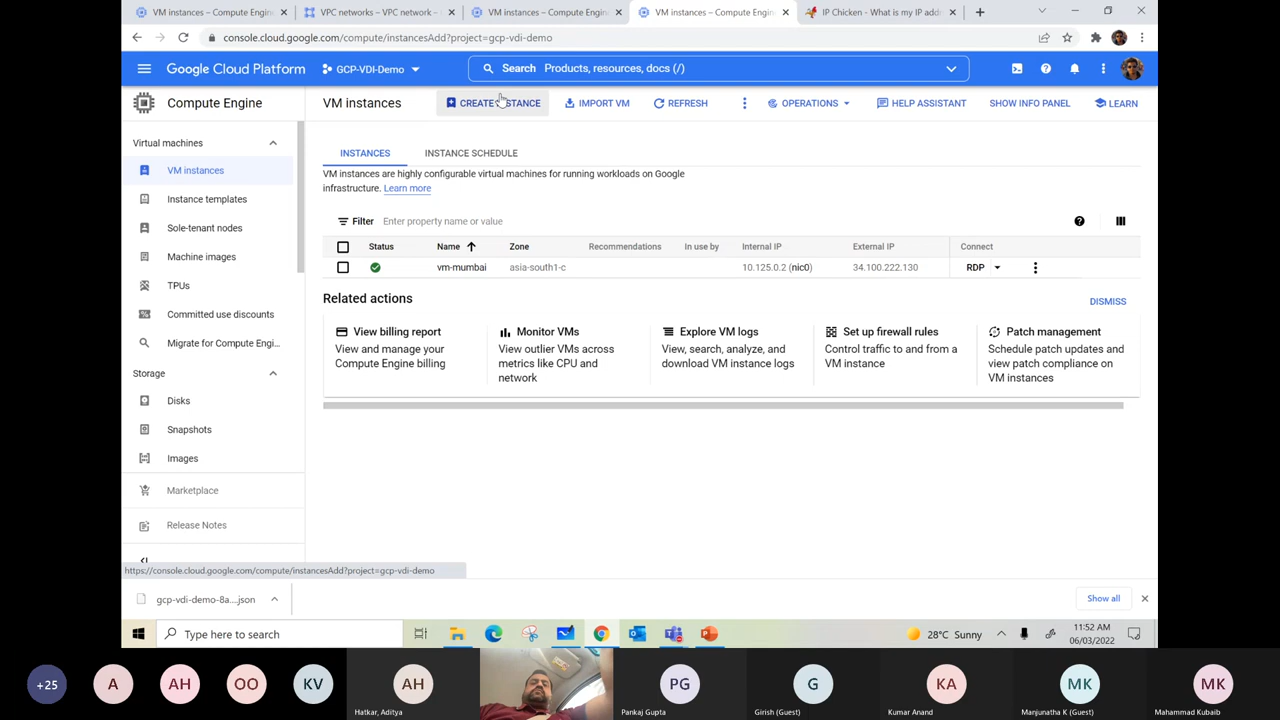 VM instances – Compute Engine
VPC networks – VPC network –
VM instances – Compute Engine
VM instances – Compute Engine
IP Chicken - What is my IP add
console.cloud.google.com/compute/instancesAdd?project=gcp-vdi-demo
Google Cloud Platform
GCP-VDI-Demo
Search Products, resources, docs (/)
Compute Engine
VM instances
CREATE INSTANCE
IMPORT VM
REFRESH
OPERATIONS
HELP ASSISTANT
SHOW INFO PANEL
LEARN
Virtual machines
VM instances
Instance templates
Sole-tenant nodes
Machine images
TPUs
Committed use discounts
Migrate for Compute Engi...
Storage
Disks
Snapshots
Images
Marketplace
Release Notes
INSTANCES
INSTANCE SCHEDULE
VM instances are highly configurable virtual machines for running workloads on Google
infrastructure. Learn more
Filter Enter property name or value
Status Name Zone Recommendations In use by Internal IP External IP Connect
vm-mumbai asia-south1-c 10.125.0.2 (nic0) 34.100.222.130 RDP
Related actions
DISMISS
View billing report
View and manage your
Compute Engine billing
Monitor VMs
View outlier VMs across
metrics like CPU and
network
Explore VM logs
View, search, analyze, and
download VM instance logs
Set up firewall rules
Control traffic to and from a
VM instance
Patch management
Schedule patch updates and
view patch compliance on
VM instances
https://console.cloud.google.com/compute/instancesAdd?project=gcp-vdi-demo
gcp-vdi-demo-8a....json
Show all
Type here to search
28°C Sunny
11:52 AM
06/03/2022
+25
A
AH
OO
KV
AH
Hatkar, Aditya
PG
Pankaj Gupta
G
Girish (Guest)
KA
Kumar Anand
MK
Manjunatha K (Guest)
MK
Mahammad Kubaib